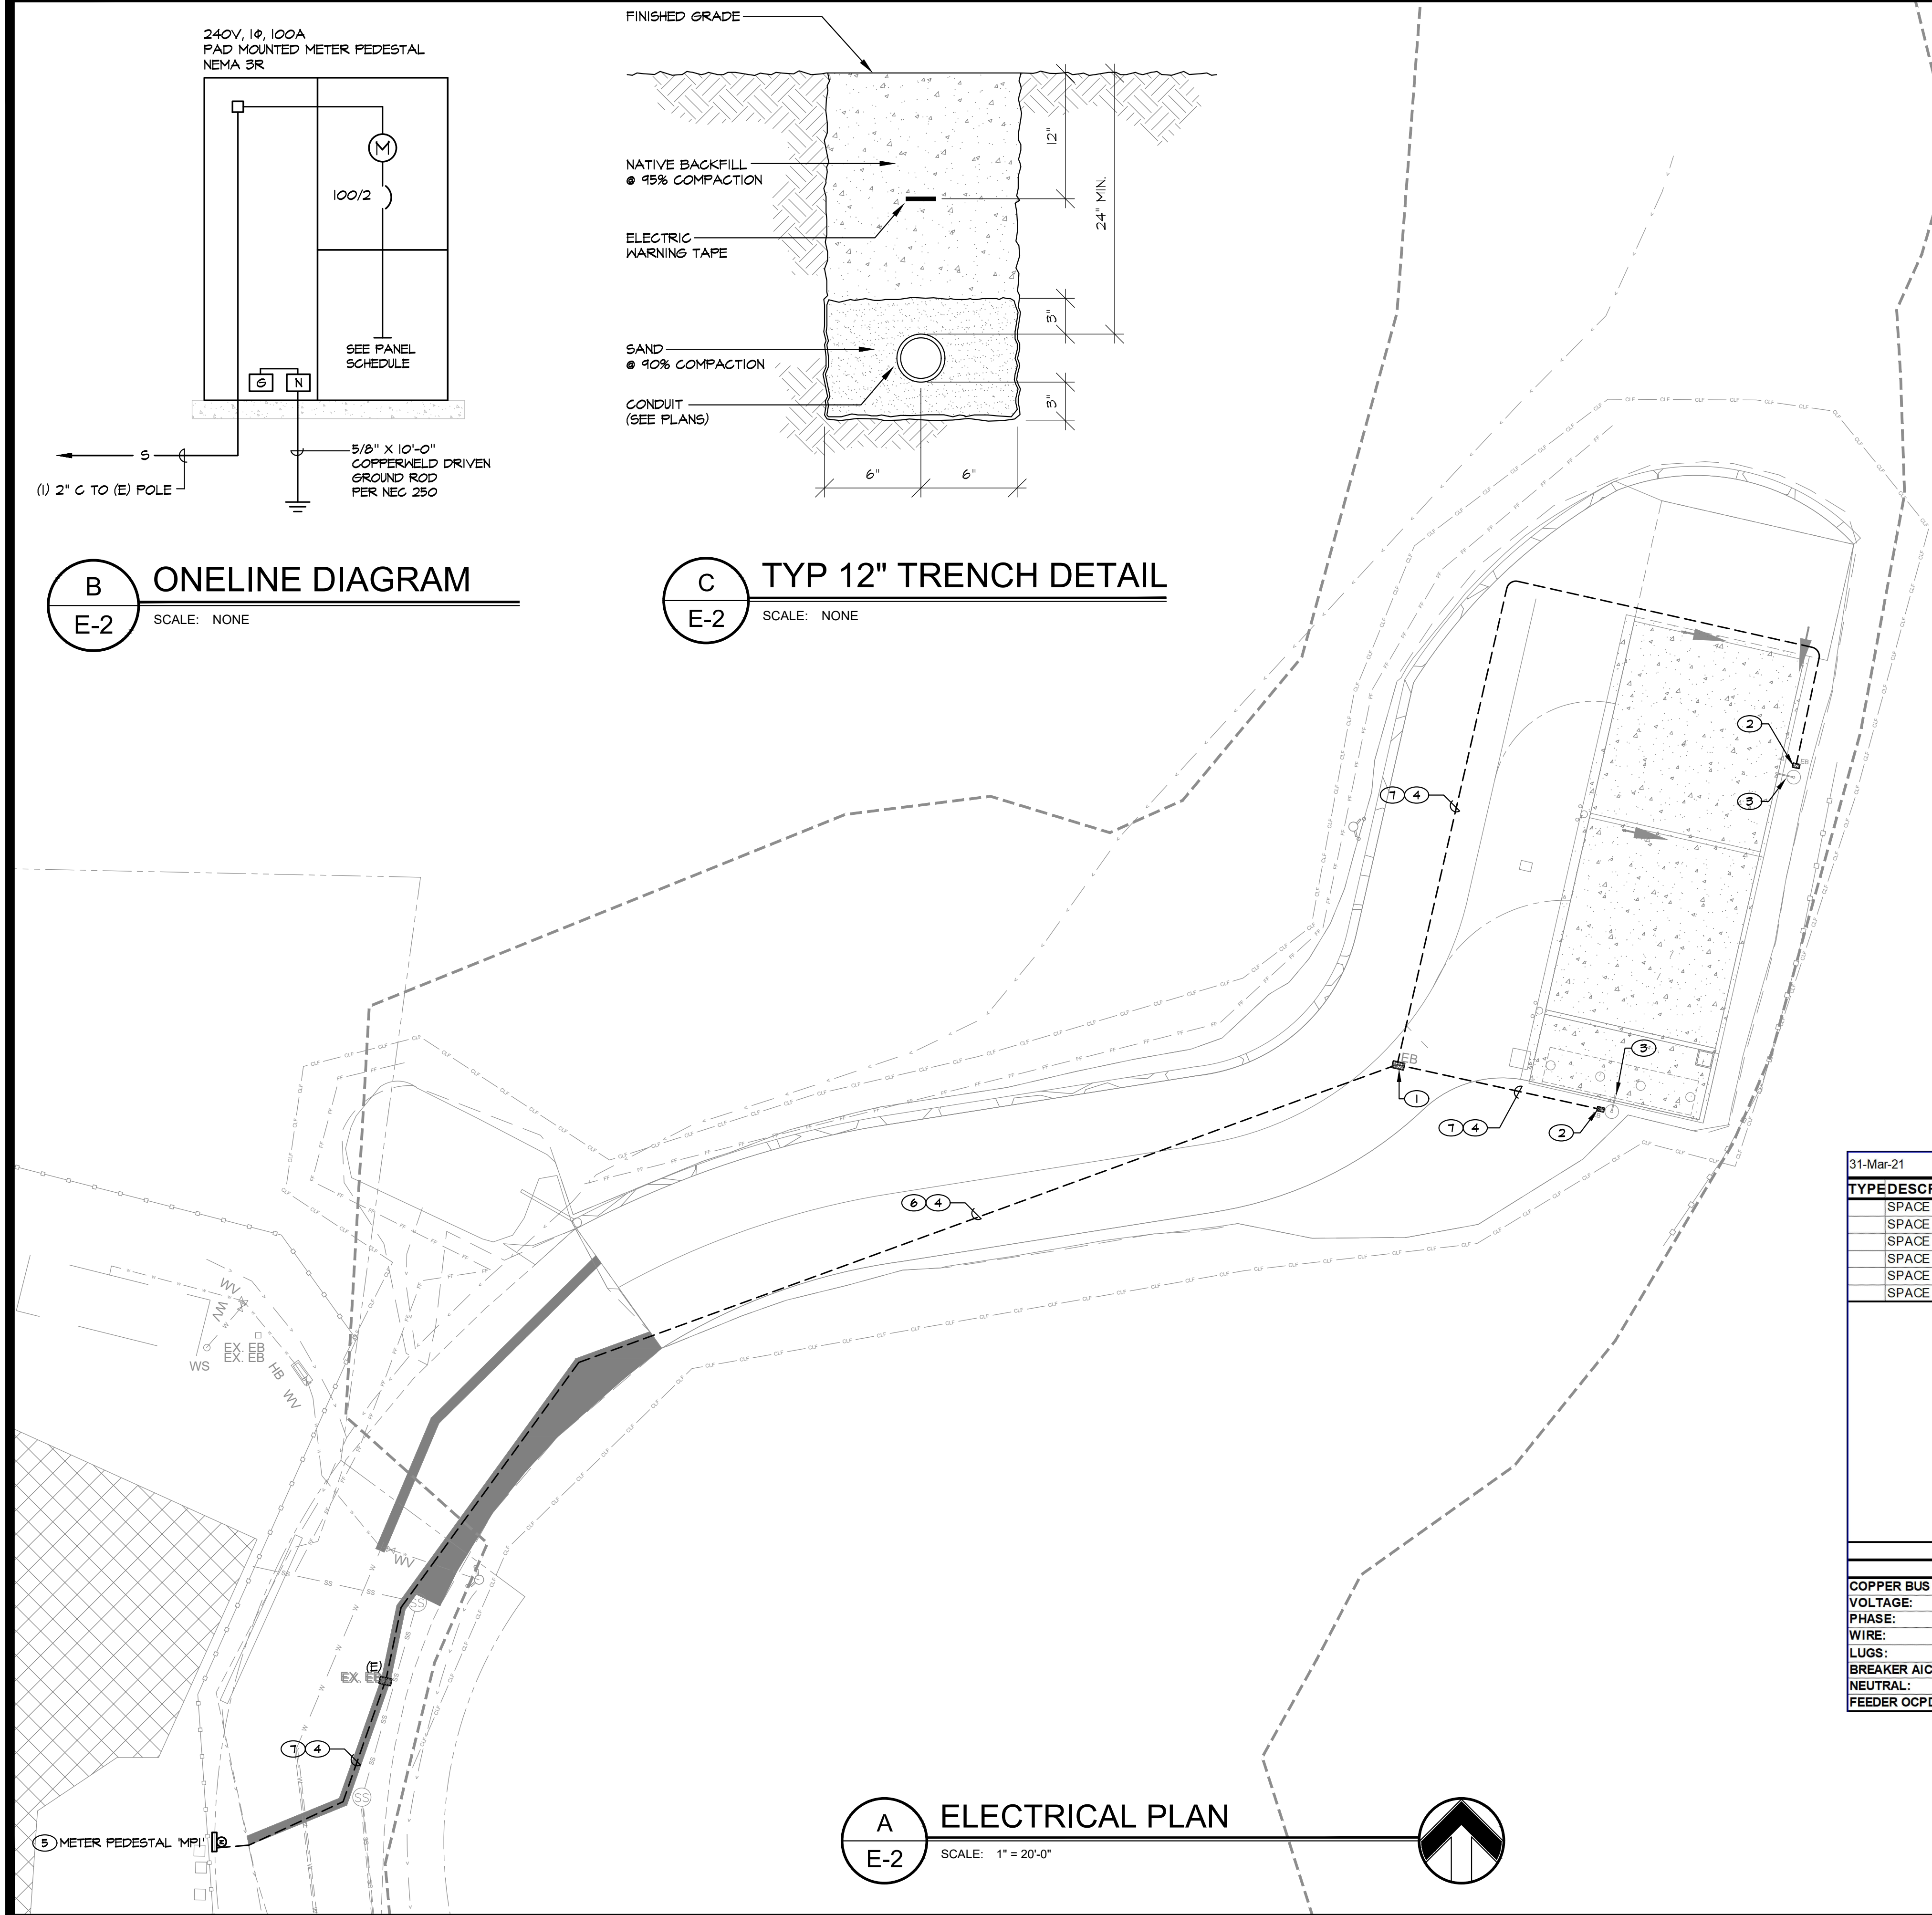 240V, 1Φ, 100A
PAD MOUNTED METER PEDESTAL
NEMA 3R
M
100/2
SEE PANEL
SCHEDULE
G
N
S
(1) 2" C TO (E) POLE
5/8" X 10'-0"
COPPERWELD DRIVEN
GROUND ROD
PER NEC 250
B
E-2
ONELINE DIAGRAM
SCALE: NONE
FINISHED GRADE
NATIVE BACKFILL
@ 95% COMPACTION
ELECTRIC
WARNING TAPE
SAND
@ 90% COMPACTION
CONDUIT
(SEE PLANS)
12"
24" MIN.
3"
3"
6"
6"
C
E-2
TYP 12" TRENCH DETAIL
SCALE: NONE
2
EB
3
7 4
EB
1
3
7 4
2
6 4
WV
WV
EX. EB
EX. EB
WS
HB
WV
WV
SS
(E)
EX. EB
7 4
SS
5 METER PEDESTAL 'MP1'
31-Mar-21
TYPE
SPACE
SPACE
SPACE
SPACE
SPACE
SPACE
COPPER BUS
VOLTAGE:
PHASE:
WIRE:
LUGS:
BREAKER AIC
NEUTRAL:
FEEDER
A
E-2
ELECTRICAL PLAN
SCALE: 1" = 20'-0"